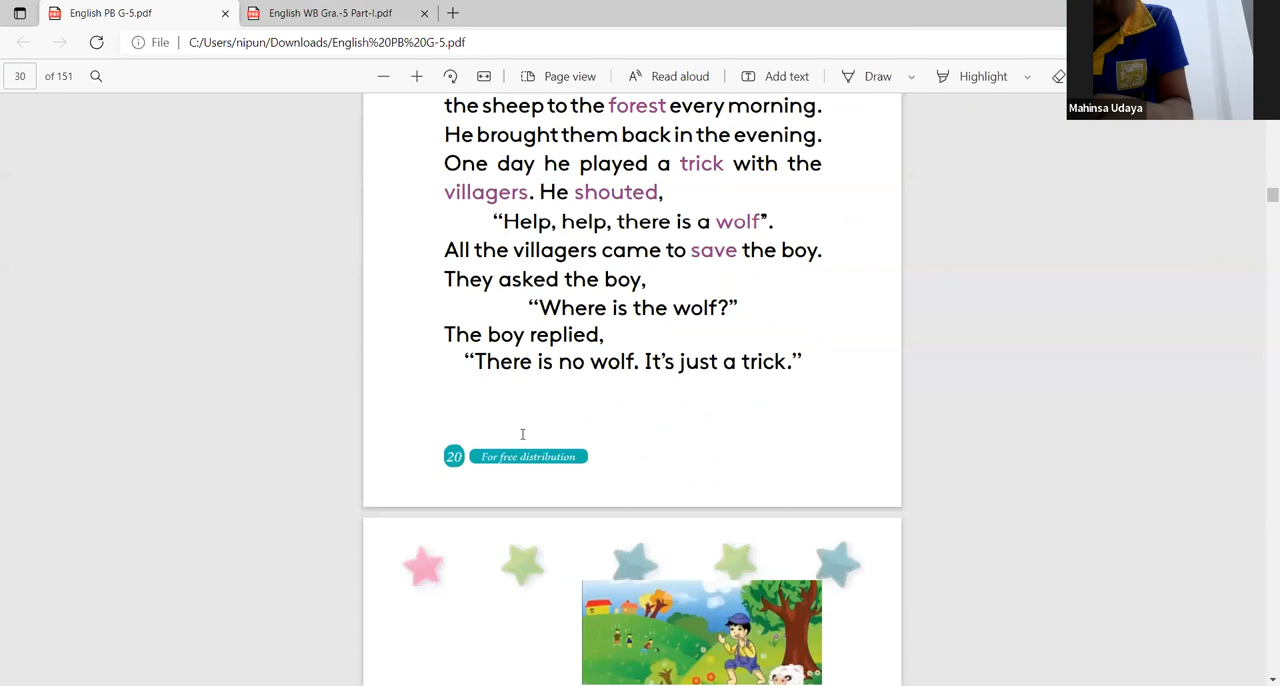 English PB G-5.pdf
English WB Gra.-5 Part-I.pdf
File
C:/Users/nipun/Downloads/English%20PB%20G-5.pdf
30 of 151
Page view
Read aloud
Add text
Draw
Highlight
Mahinsa Udaya
the sheep to the forest every morning.
He brought them back in the evening.
One day he played a trick with the
villagers. He shouted,
“Help, help, there is a wolf”.
All the villagers came to save the boy.
They asked the boy,
“Where is the wolf?”
The boy replied,
“There is no wolf. It’s just a trick.”
20 For free distribution